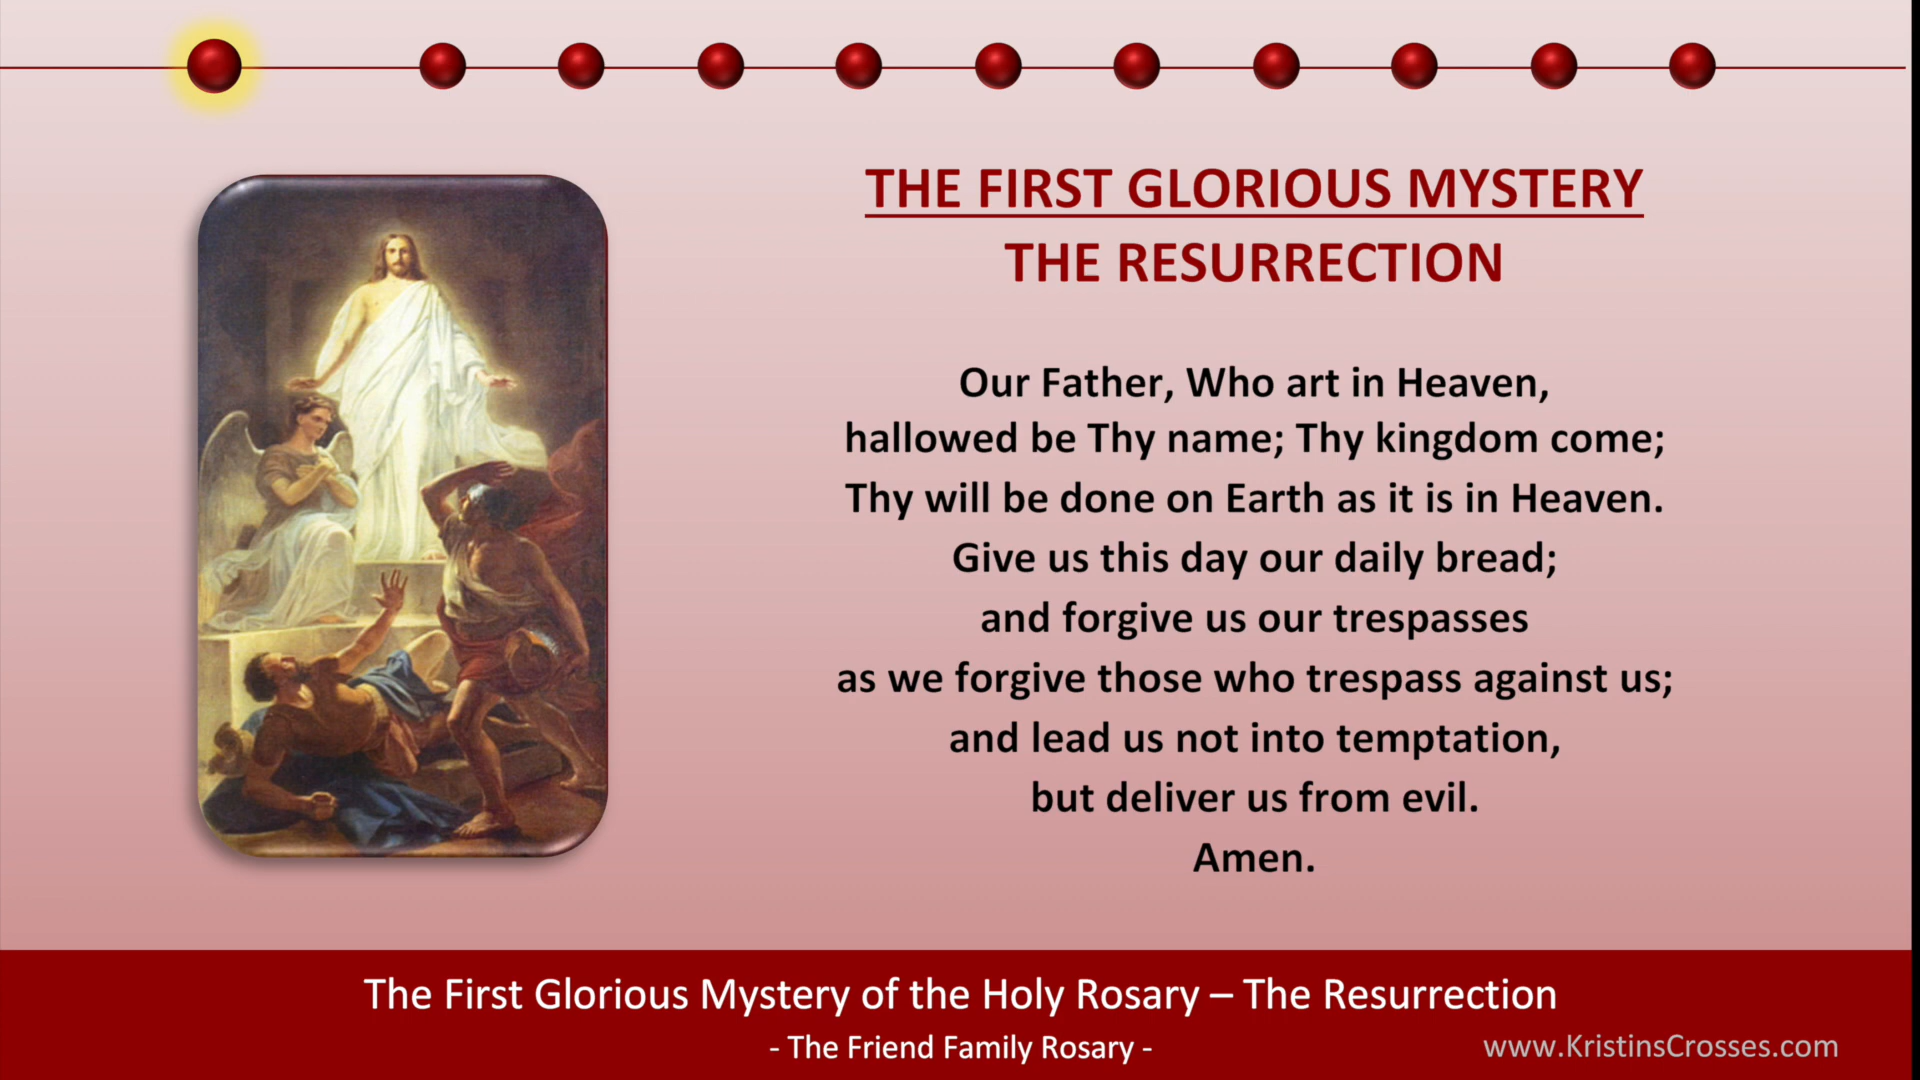 THE FIRST GLORIOUS MYSTERY
THE RESURRECTION
Our Father, Who art in Heaven,
hallowed be Thy name; Thy kingdom come;
Thy will be done on Earth as it is in Heaven.
Give us this day our daily bread;
and forgive us our trespasses
as we forgive those who trespass against us;
and lead us not into temptation,
but deliver us from evil.
Amen.
The First Glorious Mystery of the Holy Rosary – The Resurrection
- The Friend Family Rosary -
www.KristinsCrosses.com